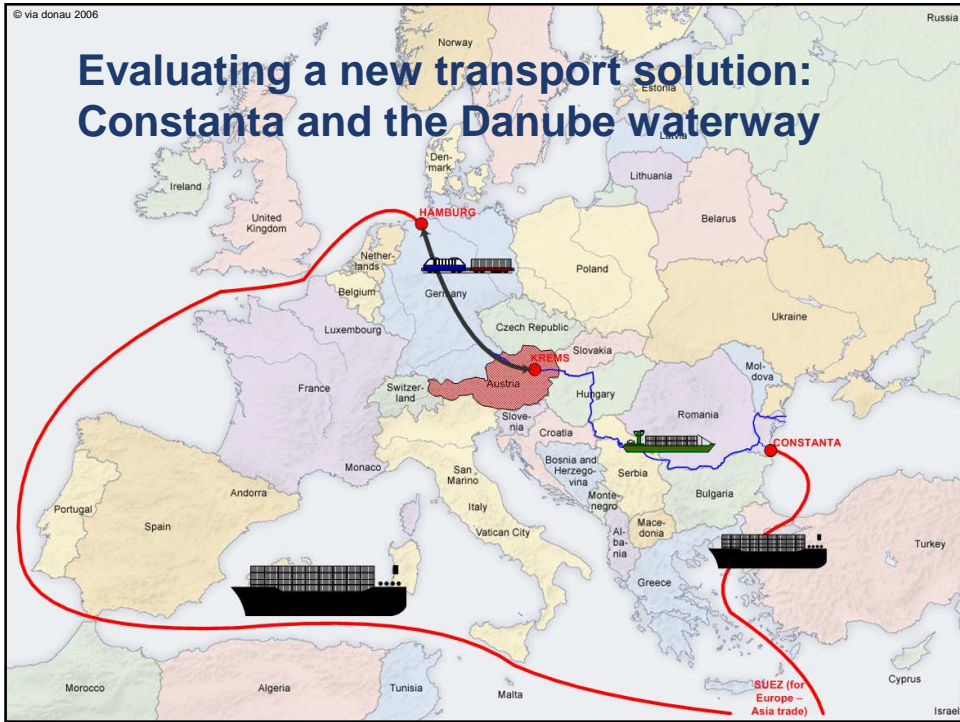 © via donau 2006
Russia
Norway
Evaluating a new transport solution:
Estonia
Constanta and the Danube waterway
Latvia
Den-
mark
Lithuania
Ireland
United
Kingdom
HAMBURG
Belarus
Nether-
lands
Poland
Belgium
Germany
Ukraine
Luxembourg
Czech Republic
Slovakia
KREMS
Mol-
dova
France
Switzer-
land
Austria
Hungary
Romania
Slove-
nia
Croatia
CONSTANTA
Bosnia and
Herzego-
vina
Serbia
Monaco
San
Marino
Bulgaria
Monte-
negro
Andorra
Italy
Portugal
Spain
Vatican City
Mace-
donia
Al-
ba-
nia
Turkey
Greece
Morocco
Algeria
Tunisia
Malta
Cyprus
SUEZ (for
Europe –
Asia trade)
Israel